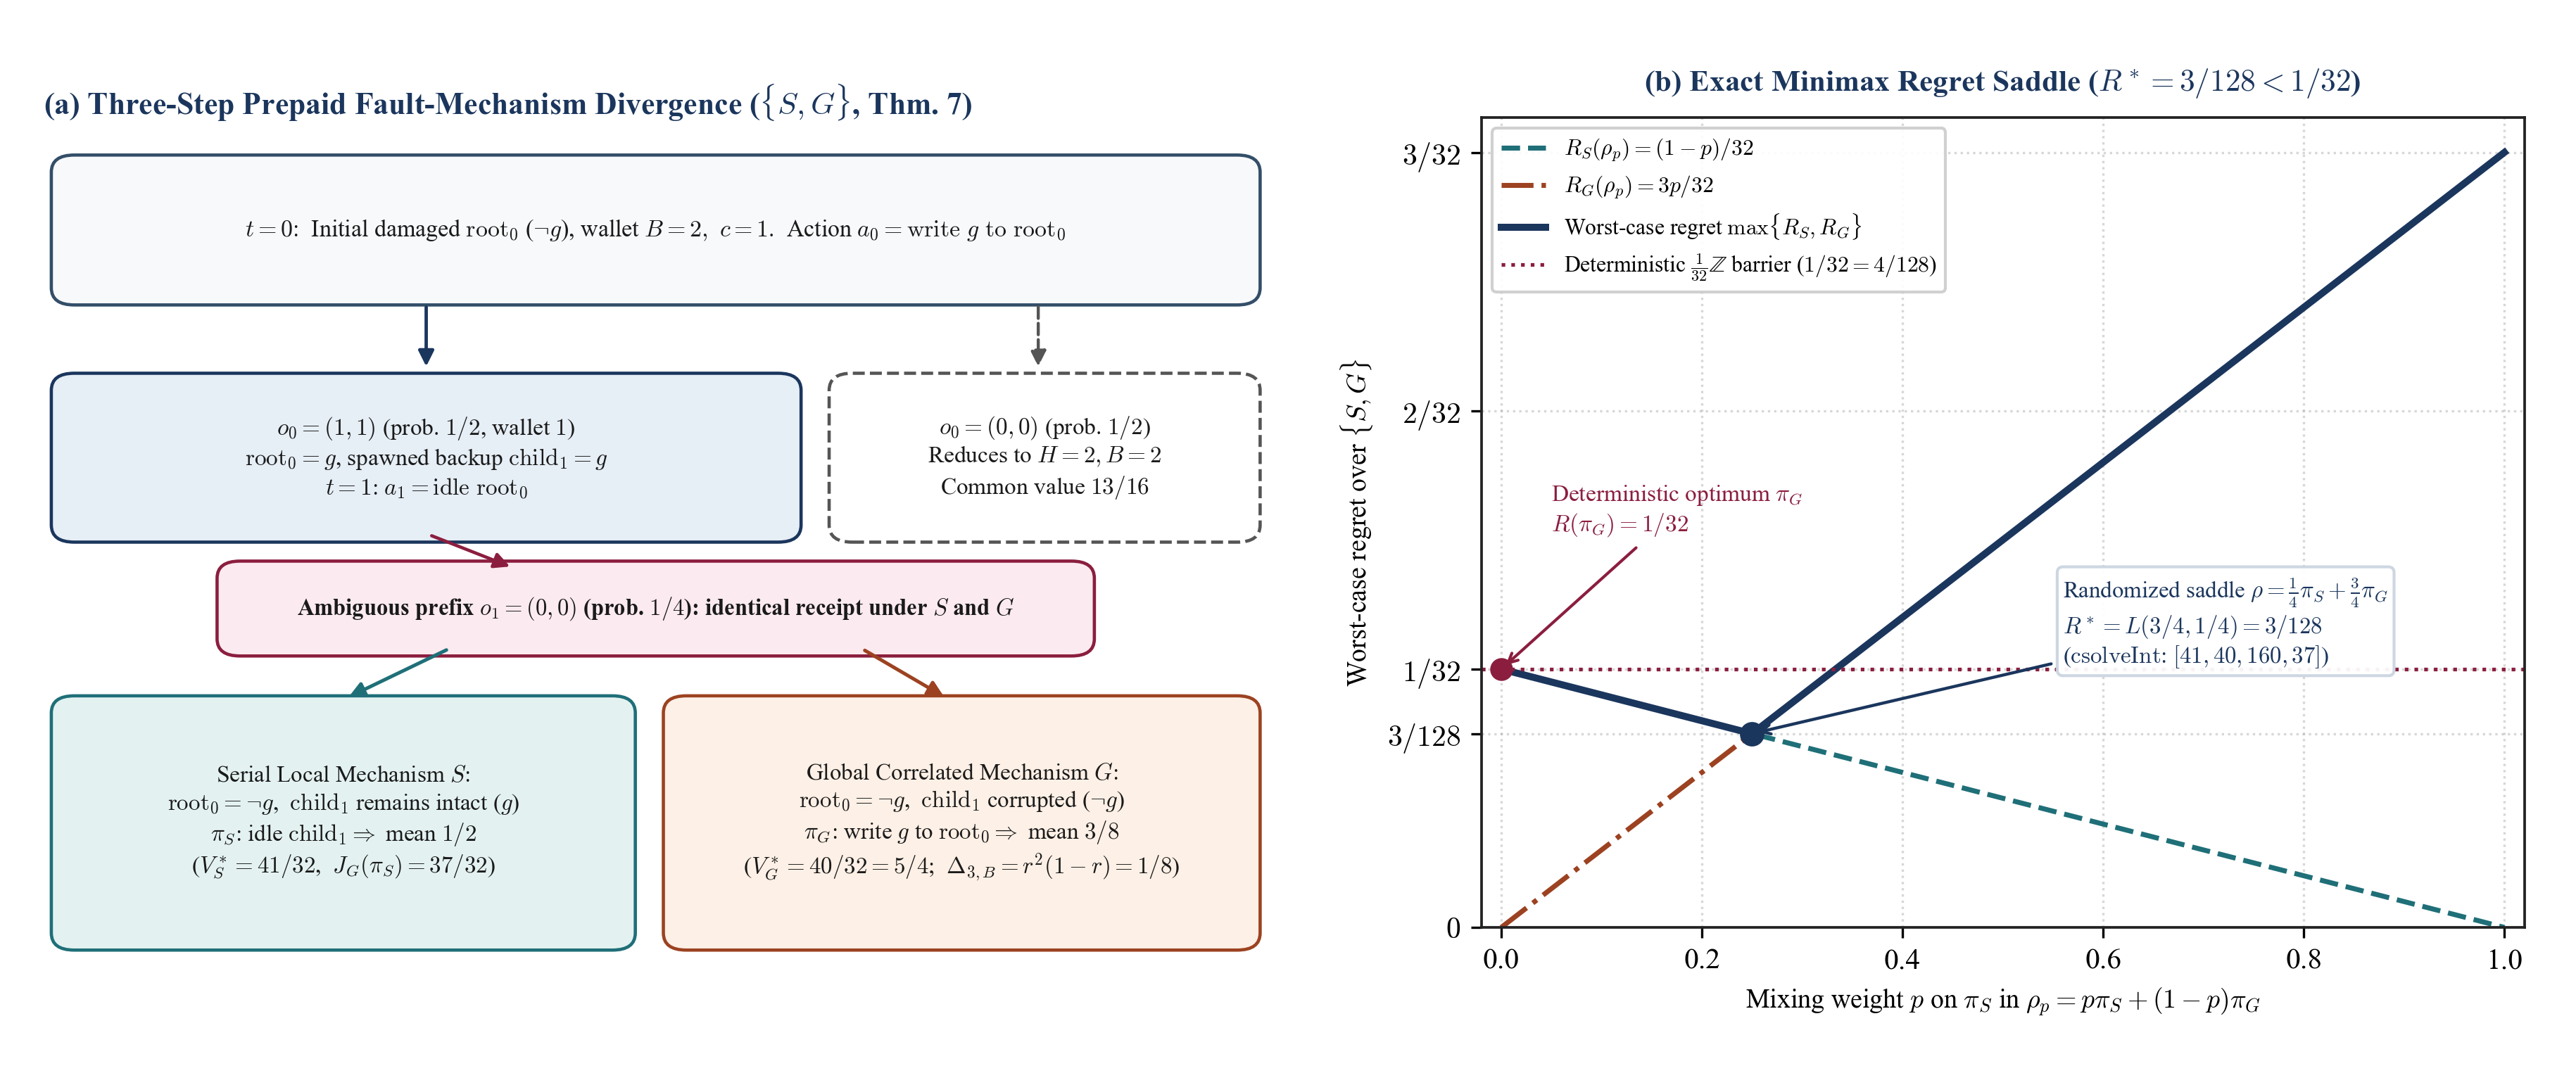 (a) Three-Step Prepaid Fault-Mechanism Divergence ({S, G}, Thm. 7)
t = 0: Initial damaged root₀ (¬g), wallet B = 2, c = 1. Action a₀ = write g to root₀
o₀ = (1, 1) (prob. 1/2, wallet 1)
root₀ = g, spawned backup child₁ = g
t = 1: a₁ = idle root₀
o₀ = (0, 0) (prob. 1/2)
Reduces to H = 2, B = 2
Common value 13/16
Ambiguous prefix o₁ = (0, 0) (prob. 1/4): identical receipt under S and G
Serial Local Mechanism S:
root₀ = ¬g, child₁ remains intact (g)
π_S: idle child₁ ⇒ mean 1/2
(V*_S = 41/32, J_G(π_S) = 37/32)
Global Correlated Mechanism G:
root₀ = ¬g, child₁ corrupted (¬g)
π_G: write g to root₀ ⇒ mean 3/8
(V*_G = 40/32 = 5/4; Δ_{3,B} = r²(1 − r) = 1/8)
(b) Exact Minimax Regret Saddle (R* = 3/128 < 1/32)
R_S(ρ_p) = (1 − p)/32
R_G(ρ_p) = 3p/32
Worst-case regret max{R_S, R_G}
Deterministic 1/32 ℤ barrier (1/32 = 4/128)
Worst-case regret over {S, G}
3/32
2/32
1/32
3/128
0
Deterministic optimum π_G
R(π_G) = 1/32
Randomized saddle ρ = ¼π_S + ¾π_G
R* = L(3/4, 1/4) = 3/128
(csolveInt: [41, 40, 160, 37])
0.0 0.2 0.4 0.6 0.8 1.0
Mixing weight p on π_S in ρ_p = pπ_S + (1 − p)π_G